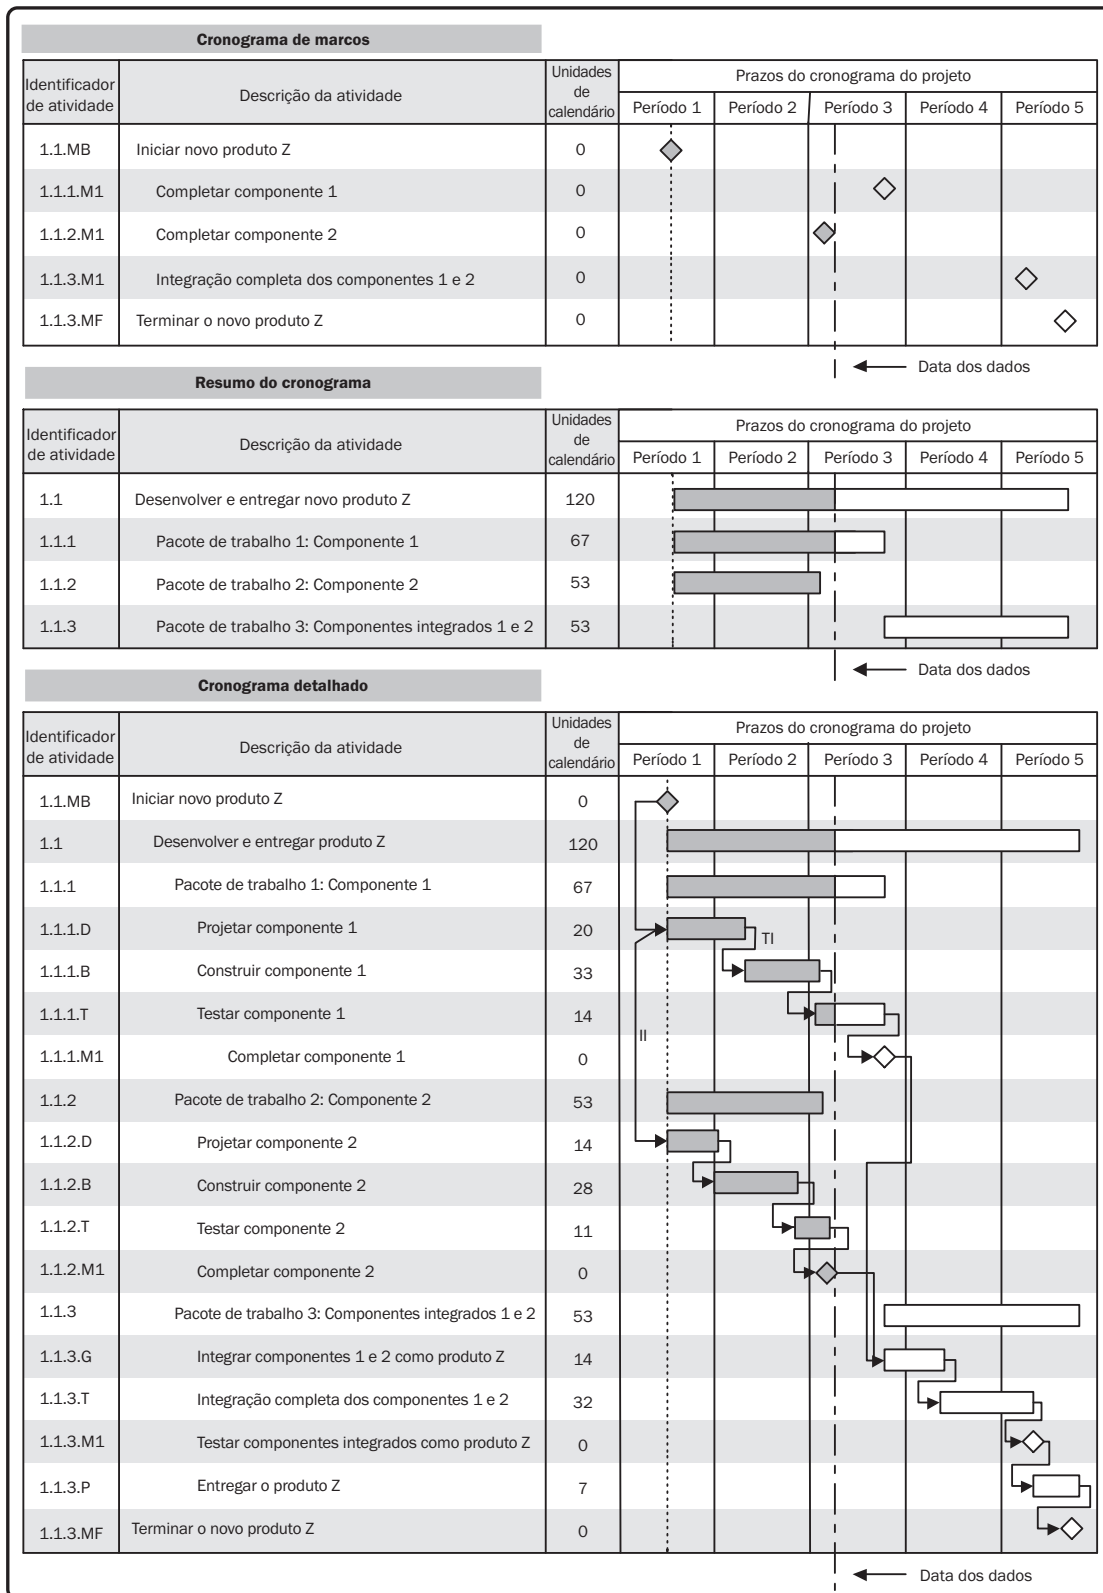 Cronograma de marcos
Identificador de atividade
Descrição da atividade
Unidades de calendário
Prazos do cronograma do projeto
Período 1 Período 2 Período 3 Período 4 Período 5
1.1.MB Iniciar novo produto Z 0
1.1.1.M1 Completar componente 1 0
1.1.2.M1 Completar componente 2 0
1.1.3.M1 Integração completa dos componentes 1 e 2 0
1.1.3.MF Terminar o novo produto Z 0
Data dos dados
Resumo do cronograma
Identificador de atividade
Descrição da atividade
Unidades de calendário
Prazos do cronograma do projeto
Período 1 Período 2 Período 3 Período 4 Período 5
1.1 Desenvolver e entregar novo produto Z 120
1.1.1 Pacote de trabalho 1: Componente 1 67
1.1.2 Pacote de trabalho 2: Componente 2 53
1.1.3 Pacote de trabalho 3: Componentes integrados 1 e 2 53
Data dos dados
Cronograma detalhado
Identificador de atividade
Descrição da atividade
Unidades de calendário
Prazos do cronograma do projeto
Período 1 Período 2 Período 3 Período 4 Período 5
1.1.MB Iniciar novo produto Z 0
1.1 Desenvolver e entregar produto Z 120
1.1.1 Pacote de trabalho 1: Componente 1 67
1.1.1.D Projetar componente 1 20
TI
1.1.1.B Construir componente 1 33
1.1.1.T Testar componente 1 14
II
1.1.1.M1 Completar componente 1 0
1.1.2 Pacote de trabalho 2: Componente 2 53
1.1.2.D Projetar componente 2 14
1.1.2.B Construir componente 2 28
1.1.2.T Testar componente 2 11
1.1.2.M1 Completar componente 2 0
1.1.3 Pacote de trabalho 3: Componentes integrados 1 e 2 53
1.1.3.G Integrar componentes 1 e 2 como produto Z 14
1.1.3.T Integração completa dos componentes 1 e 2 32
1.1.3.M1 Testar componentes integrados como produto Z 0
1.1.3.P Entregar o produto Z 7
1.1.3.MF Terminar o novo produto Z 0
Data dos dados